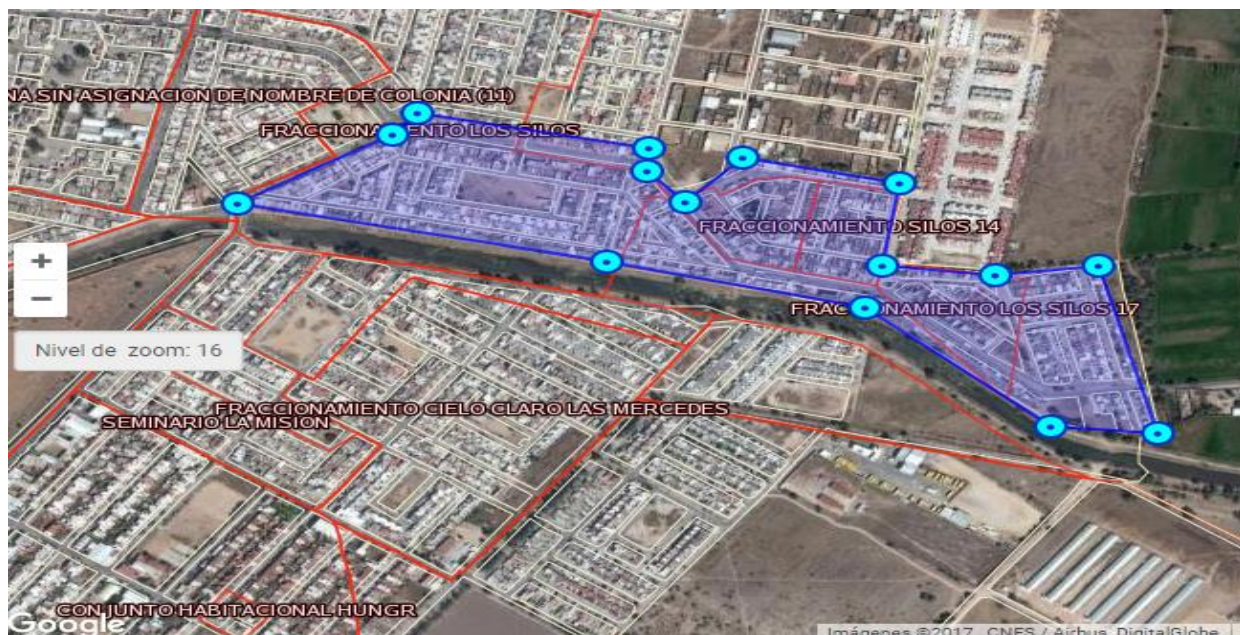 NA SIN ASIGNACION DE NOMBRE DE COLONIA (11)
FRACCIONAMIENTO LOS SILOS
FRACCIONAMIENTO SILOS 14
+
−
FRACCIONAMIENTO LOS SILOS 17
Nivel de zoom: 16
FRACCIONAMIENTO CIELO CLARO LAS MERCEDES
SEMINARIO LA MISION
CONJUNTO HABITACIONAL HUNGR
Google
Imágenes ©2017, CNES / Airbus, DigitalGlobe